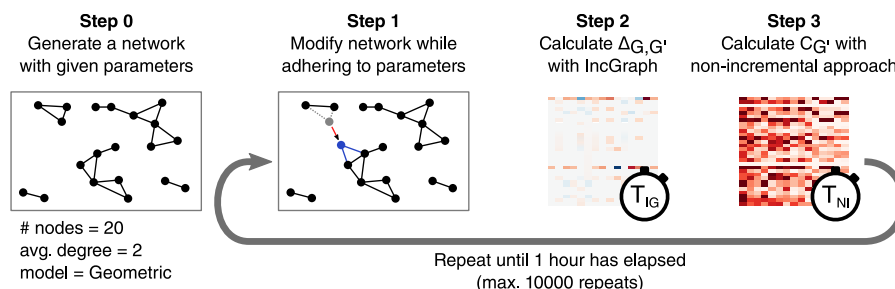 Step 0
Generate a network
with given parameters
# nodes = 20
avg. degree = 2
model = Geometric
Step 1
Modify network while
adhering to parameters
Step 2
Calculate ΔG,G'
with IncGraph
TIG
Step 3
Calculate CG' with
non-incremental approach
TNI
Repeat until 1 hour has elapsed
(max. 10000 repeats)